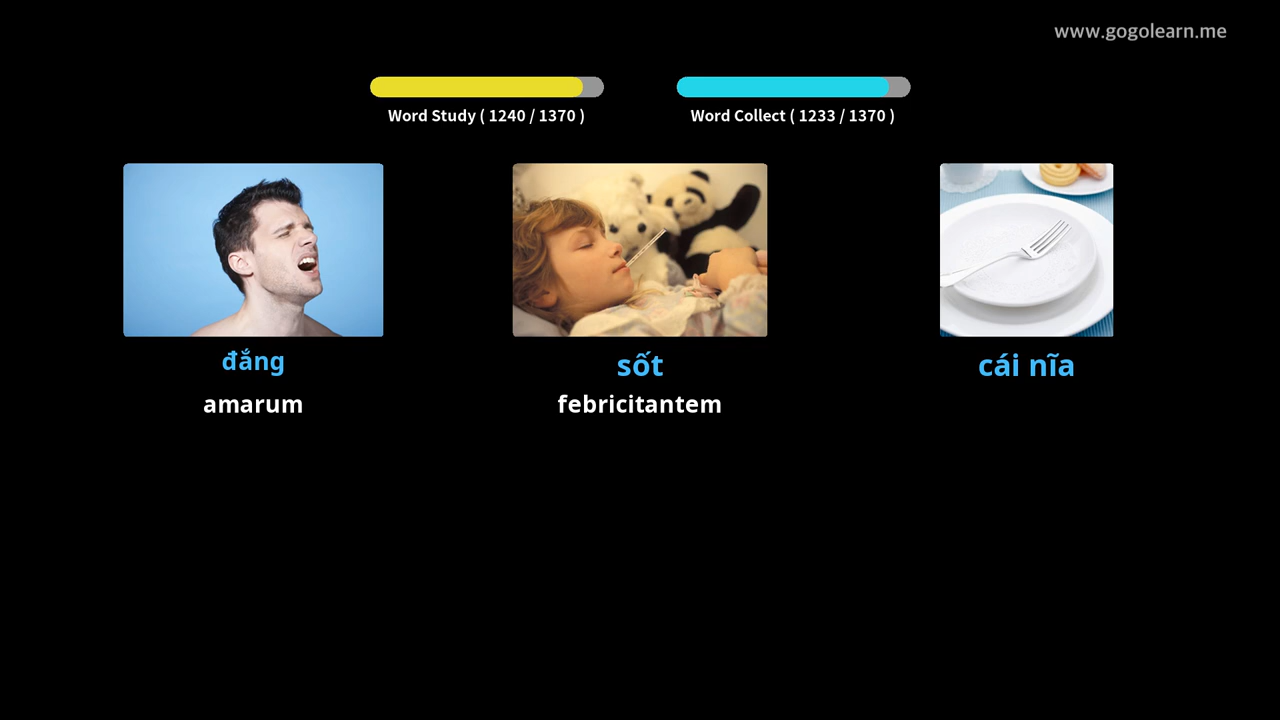 www.gogolearn.me
Word Study ( 1240 / 1370 )
Word Collect ( 1233 / 1370 )
đắng
sốt
cái nĩa
amarum
febricitantem